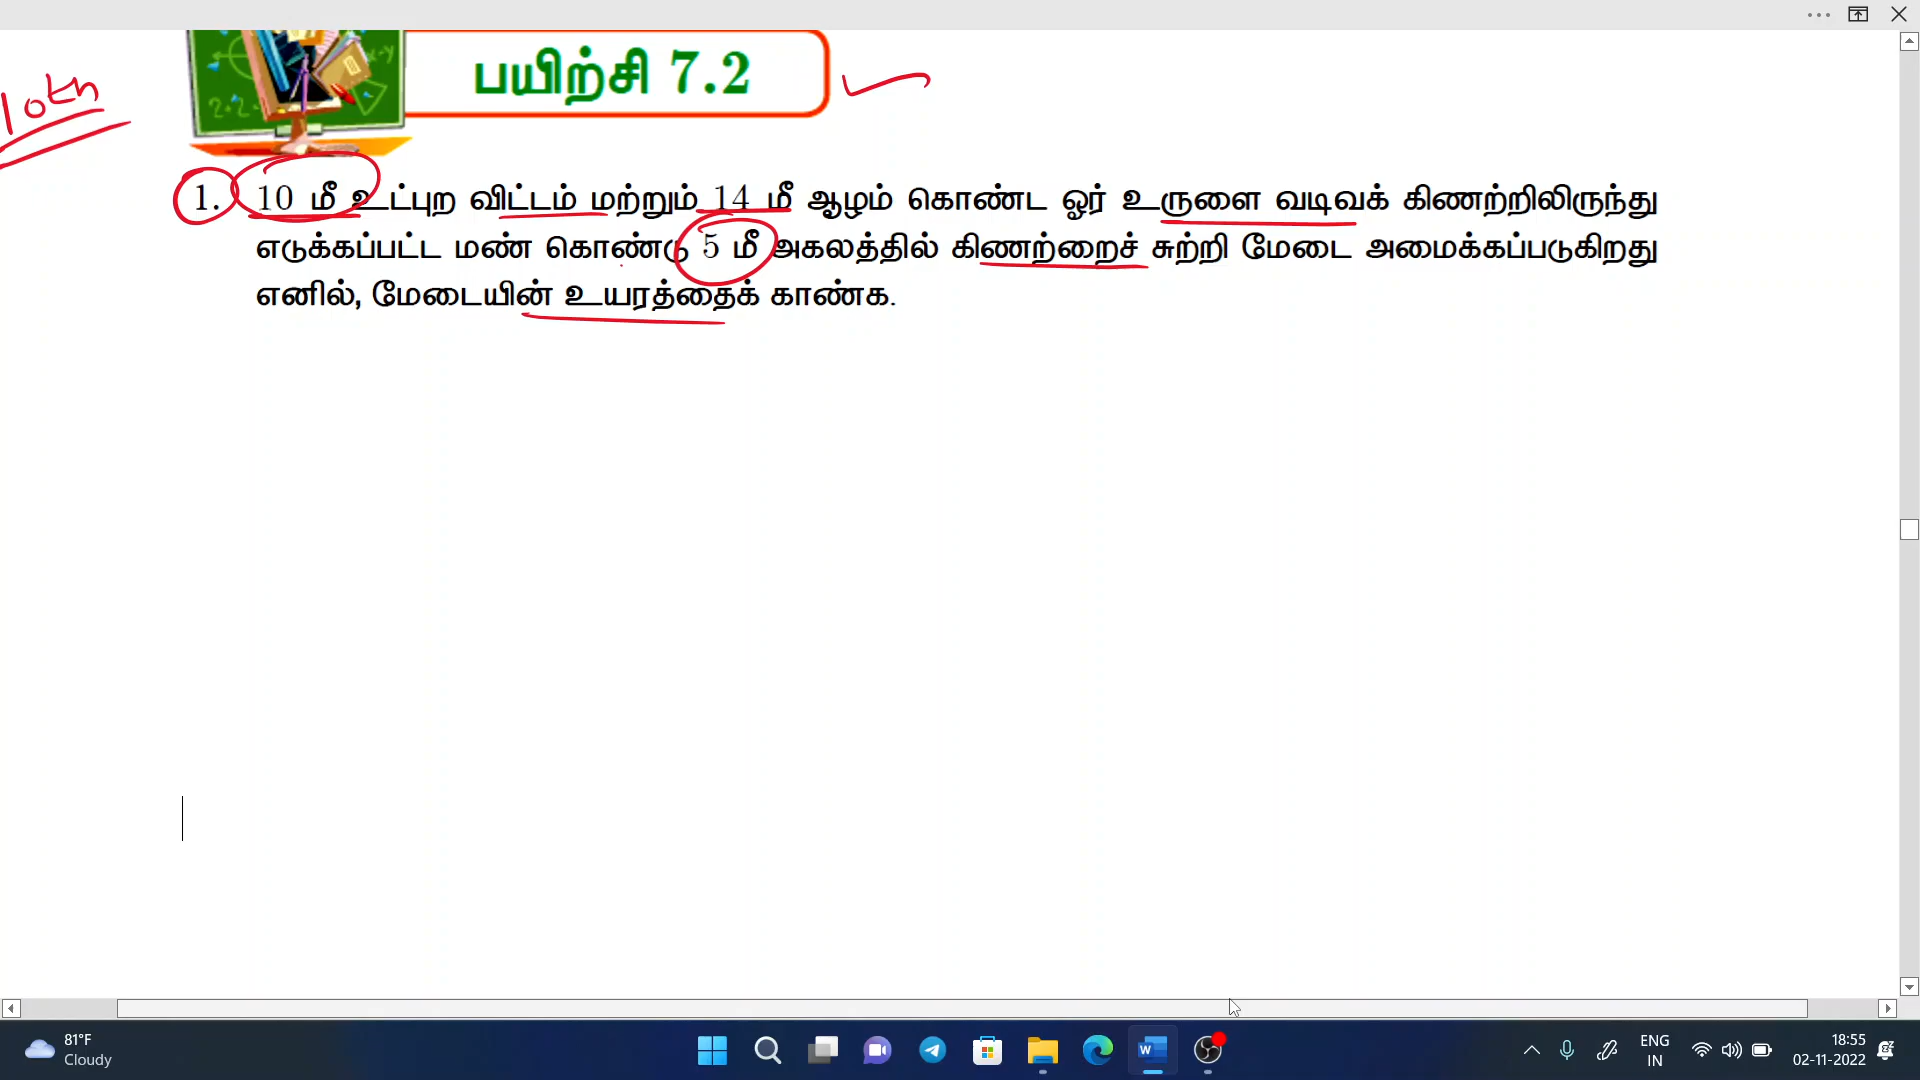 10th
பயிற்சி 7.2
1. 10 மீ உட்புற விட்டம் மற்றும் 14 மீ ஆழம் கொண்ட ஓர் உருளை வடிவக் கிணற்றிலிருந்து
எடுக்கப்பட்ட மண் கொண்டு 5 மீ அகலத்தில் கிணற்றைச் சுற்றி மேடை அமைக்கப்படுகிறது
எனில், மேடையின் உயரத்தைக் காண்க.
81°F
Cloudy
ENG
IN
18:55
02-11-2022